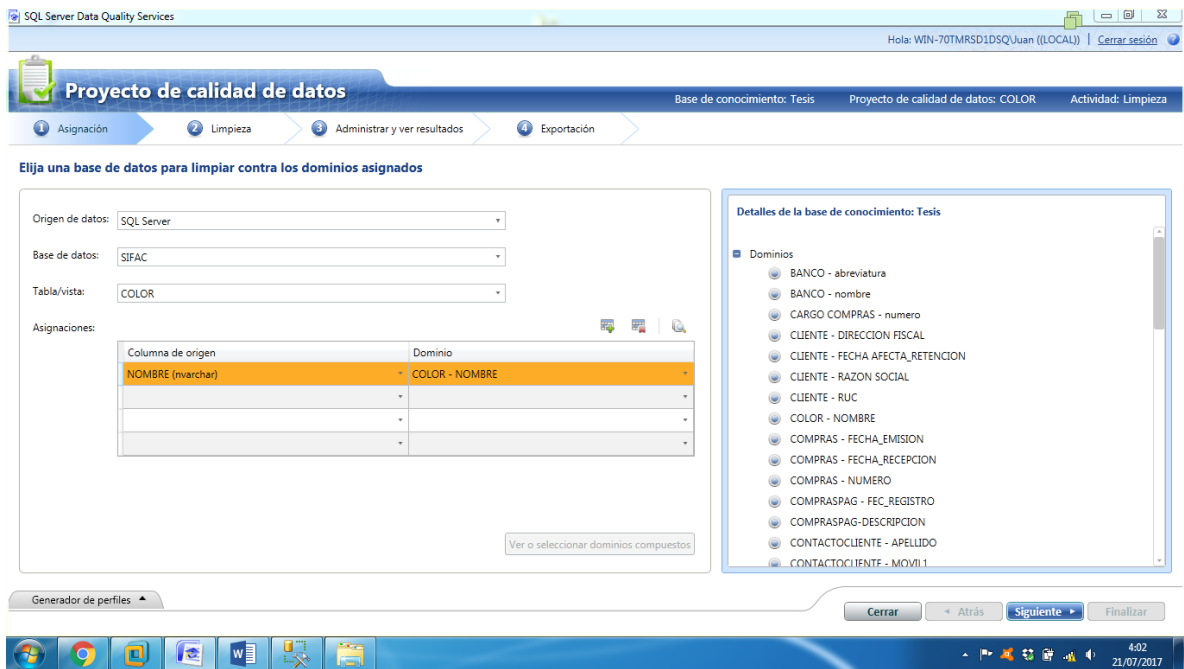 SQL Server Data Quality Services
Hola: WIN-70TMRSD1DSQ\Juan ((LOCAL)) | Cerrar sesión
Proyecto de calidad de datos
Base de conocimiento: Tesis
Proyecto de calidad de datos: COLOR
Actividad: Limpieza
1 Asignación
2 Limpieza
3 Administrar y ver resultados
4 Exportación
Elija una base de datos para limpiar contra los dominios asignados
Origen de datos: SQL Server
Base de datos: SIFAC
Tabla/vista: COLOR
Asignaciones:
Columna de origen Dominio
NOMBRE (nvarchar) COLOR - NOMBRE
Ver o seleccionar dominios compuestos
Detalles de la base de conocimiento: Tesis
Dominios
BANCO - abreviatura
BANCO - nombre
CARGO COMPRAS - numero
CLIENTE - DIRECCION FISCAL
CLIENTE - FECHA AFECTA_RETENCION
CLIENTE - RAZON SOCIAL
CLIENTE - RUC
COLOR - NOMBRE
COMPRAS - FECHA_EMISION
COMPRAS - FECHA_RECEPCION
COMPRAS - NUMERO
COMPRASPAG - FEC_REGISTRO
COMPRASPAG-DESCRIPCION
CONTACTOCLIENTE - APELLIDO
CONTACTOCLIENTE - MOVIL1
Generador de perfiles
Cerrar
Atrás
Siguiente
Finalizar
4:02
21/07/2017